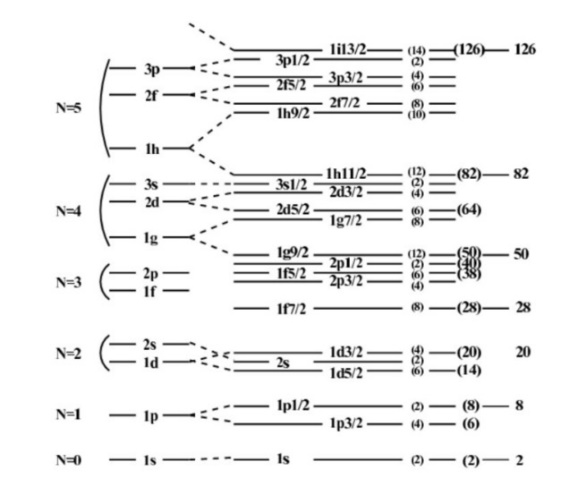 1i13/2 (14) (126) 126
3p1/2 (2)
3p 3p3/2 (4)
2f5/2 (6)
2f 2f7/2 (8)
N=5 1h9/2 (10)
1h
1h11/2 (12) (82) 82
3s 3s1/2 (2)
2d 2d3/2 (4)
N=4 2d5/2 (6) (64)
1g7/2 (8)
1g
1g9/2 (12) (50) 50
2p1/2 (2) (40)
2p 1f5/2 (6) (38)
N=3 2p3/2 (4)
1f
1f7/2 (8) (28) 28
2s
N=2 1d3/2 (4) (20) 20
1d 2s (2)
1d5/2 (6) (14)
1p1/2 (2) (8) 8
N=1 1p
1p3/2 (4) (6)
N=0 1s 1s (2) (2) 2